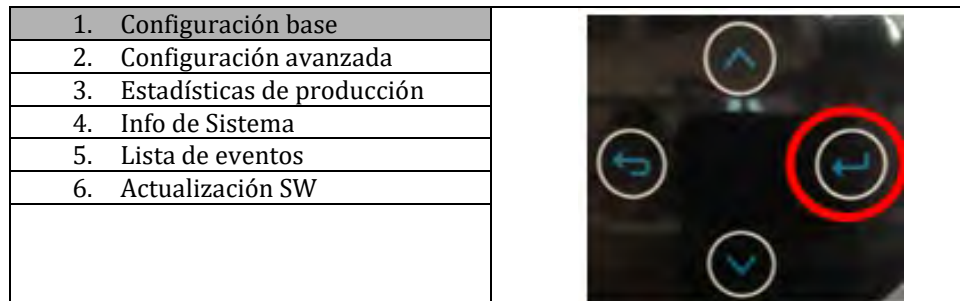 1. Configuración base
2. Configuración avanzada
3. Estadísticas de producción
4. Info de Sistema
5. Lista de eventos
6. Actualización SW